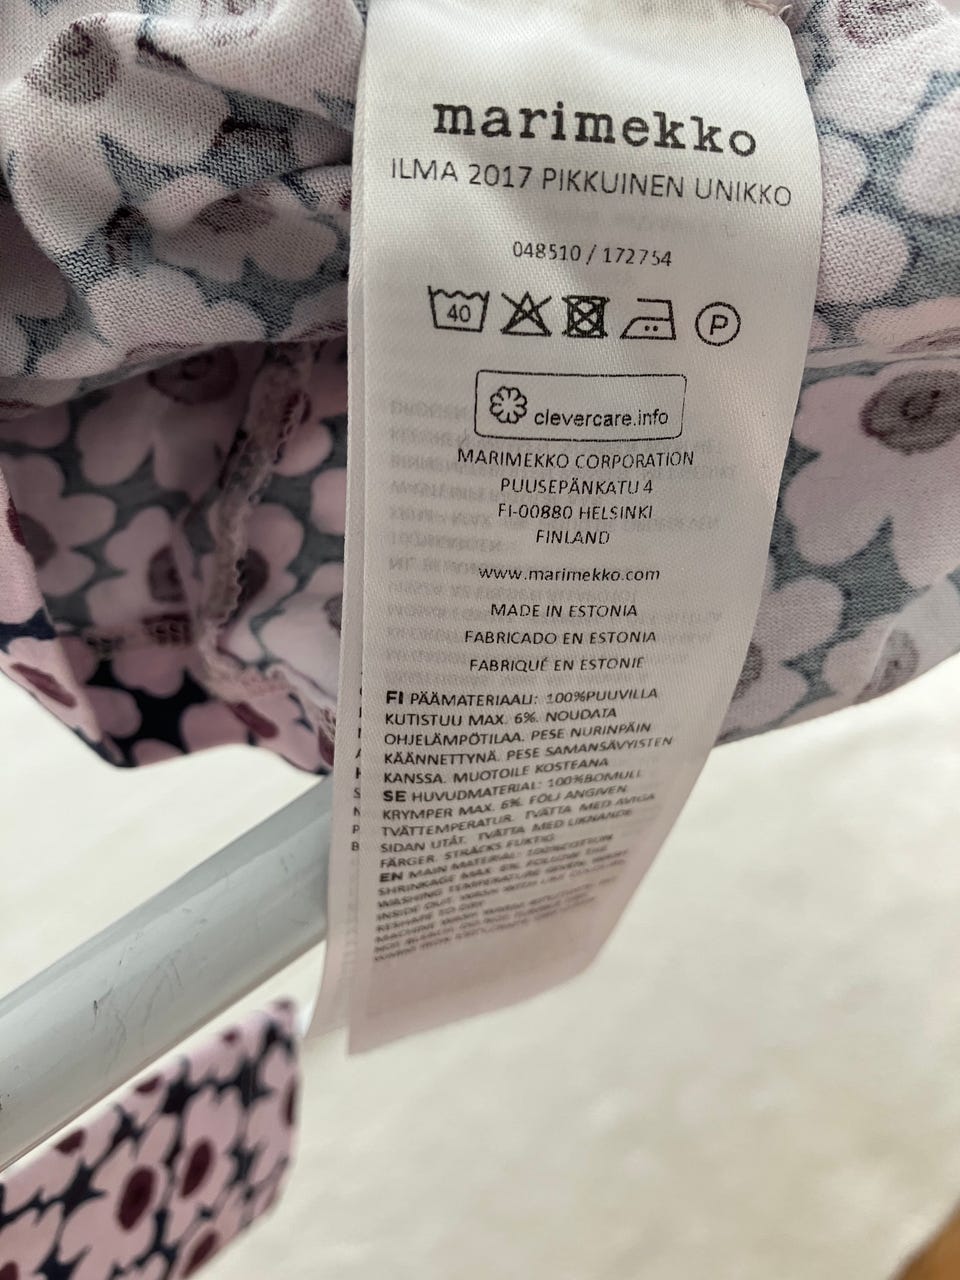 marimekko
ILMA 2017 PIKKUINEN UNIKKO
048510 / 172754
40
P
clevercare.info
MARIMEKKO CORPORATION
PUUSEPÄNKATU 4
FI-00880 HELSINKI
FINLAND
www.marimekko.com
MADE IN ESTONIA
FABRICADO EN ESTONIA
FABRIQUÉ EN ESTONIE
FI PÄÄMATERIAALI: 100%PUUVILLA
KUTISTUU MAX. 6%. NOUDATA
OHJELÄMPÖTILAA. PESE NURINPÄIN
KÄÄNNETTYNÄ. PESE SAMANSÄVYISTEN
KANSSA. MUOTOILE KOSTEANA
SE HUVUDMATERIAL: 100%BOMULL
KRYMPER MAX. 6%. FÖLJ ANGIVEN
TVÄTTEMPERATUR. TVÄTTA MED AVIGA
SIDAN UTÅT. TVÄTTA MED LIKNANDE
FÄRGER. STRÄCKS FUKTIG
EN MAIN MATERIAL: 100%COTTON
SHRINKAGE MAX. 6% FOLLOW THE
WASHING TEMPERATURE GIVEN. WASH
INSIDE OUT. WASH WITH LIKE COLOURS.
RESHAPE TO DRY